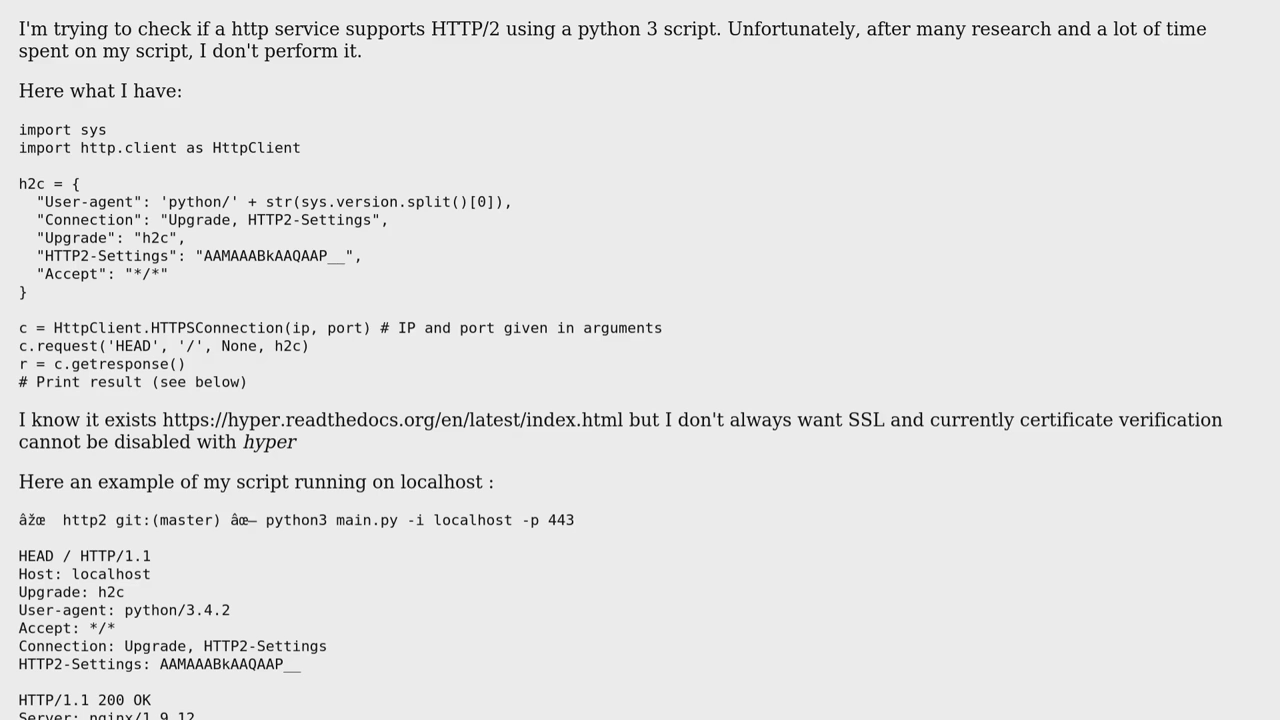 I'm trying to check if a http service supports HTTP/2 using a python 3 script. Unfortunately, after many research and a lot of time
spent on my script, I don't perform it.
Here what I have:
import sys
import http.client as HttpClient
h2c = {
  "User-agent": 'python/' + str(sys.version.split()[0]),
  "Connection": "Upgrade, HTTP2-Settings",
  "Upgrade": "h2c",
  "HTTP2-Settings": "AAMAAABkAAQAAP__",
  "Accept": "*/*"
}
c = HttpClient.HTTPSConnection(ip, port) # IP and port given in arguments
c.request('HEAD', '/', None, h2c)
r = c.getresponse()
# Print result (see below)
I know it exists https://hyper.readthedocs.org/en/latest/index.html but I don't always want SSL and currently certificate verification
cannot be disabled with hyper
Here an example of my script running on localhost :
âžœ  http2 git:(master) âœ— python3 main.py -i localhost -p 443
HEAD / HTTP/1.1
Host: localhost
Upgrade: h2c
User-agent: python/3.4.2
Accept: */*
Connection: Upgrade, HTTP2-Settings
HTTP2-Settings: AAMAAABkAAQAAP__
HTTP/1.1 200 OK
Server: nginx/1.9.12